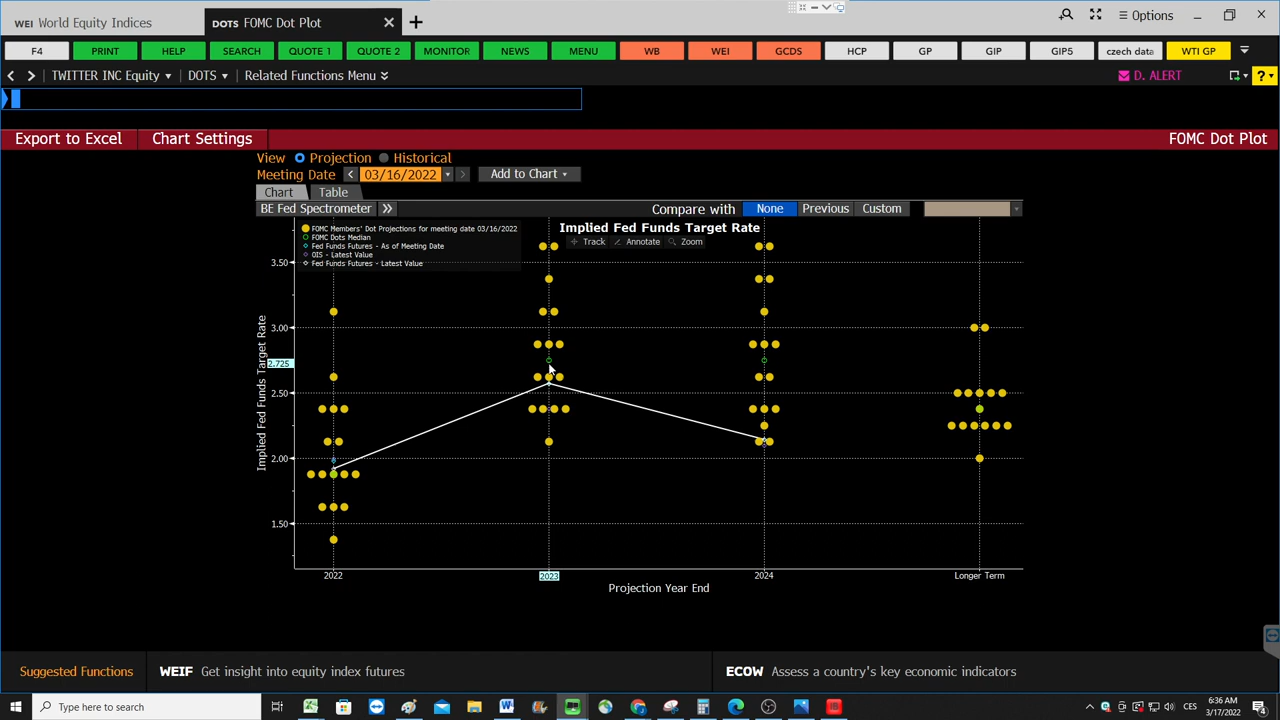 WEI World Equity Indices
DOTS FOMC Dot Plot
Options
F4 PRINT HELP SEARCH QUOTE 1 QUOTE 2 MONITOR NEWS MENU WB WEI GCDS HCP GP GIP GIP5 czech data WTI GP
TWITTER INC Equity DOTS Related Functions Menu
D. ALERT
?
Export to Excel Chart Settings FOMC Dot Plot
View Projection Historical
Meeting Date 03/16/2022 Add to Chart
Chart Table
BE Fed Spectrometer Compare with None Previous Custom
Implied Fed Funds Target Rate
Track Annotate Zoom
FOMC Members' Dot Projections for meeting date 03/16/2022
FOMC Dots Median
Fed Funds Futures - As of Meeting Date
OIS - Latest Value
Fed Funds Futures - Latest Value
Implied Fed Funds Target Rate
3.50
3.00
2.725
2.50
2.00
1.50
2022 2023 2024 Longer Term
Projection Year End
Suggested Functions WEIF Get insight into equity index futures ECOW Assess a country's key economic indicators
Type here to search
CES
6:36 AM
3/17/2022